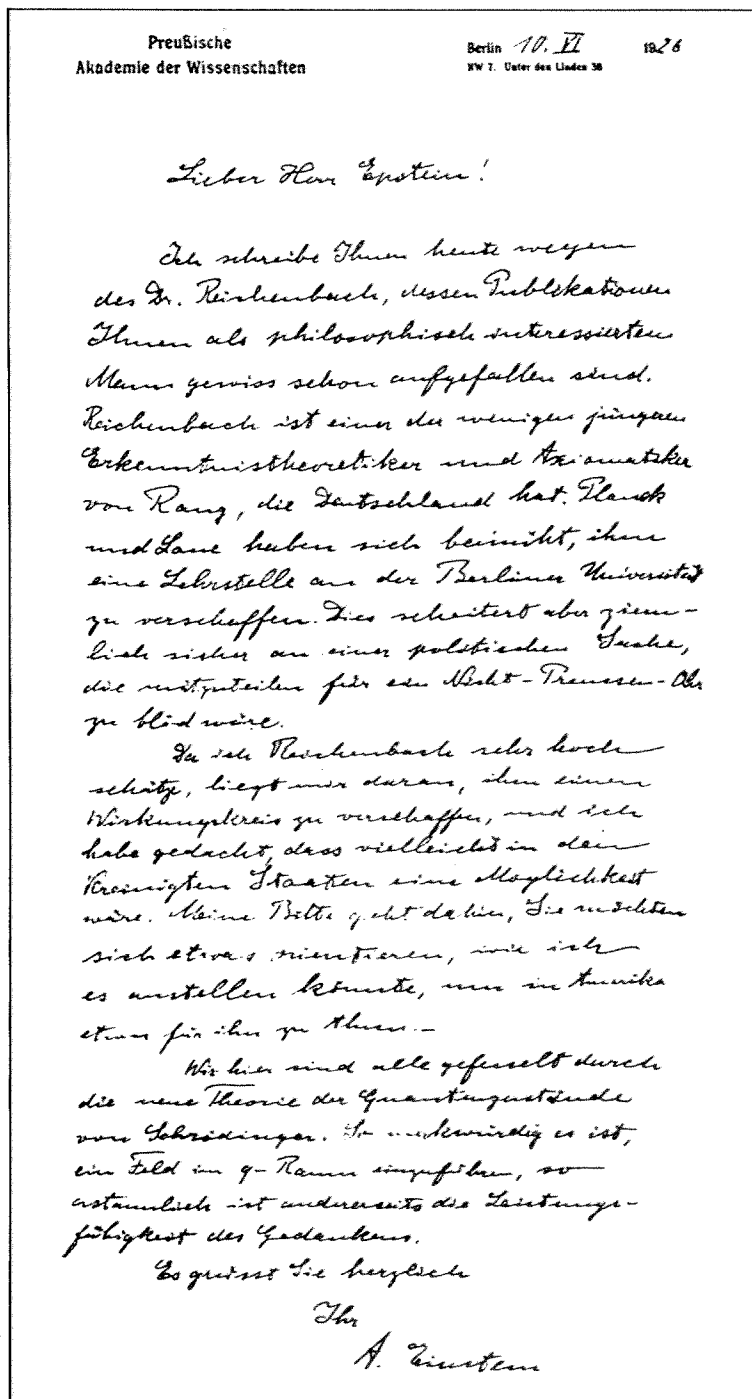 Preußische
Akademie der Wissenschaften
Berlin 10. VI 1926
NW 7. Unter den Linden 38
Lieber Herr Epstein!
Ich schreibe Ihnen heute wegen
des Dr. Reichenbach, dessen Publikationen
Ihnen als philosophisch interessierten
Mann gewiss schon aufgefallen sind.
Reichenbach ist einer der wenigen jüngeren
Erkenntnistheoretiker und Axiomatiker
von Rang, die Deutschland hat. Planck
und Laue haben sich bemüht, ihm
eine Lehrstelle an der Berliner Universität
zu verschaffen. Dies scheitert aber ziem-
lich sicher an einer politischen Sache,
die mitzuteilen für ein Nicht-Preussen-Ohr
zu blöd wäre.
Da ich Reichenbach sehr hoch
schätze, liegt mir daran, ihm einen
Wirkungskreis zu verschaffen, und ich
habe gedacht, dass vielleicht in den
Vereinigten Staaten eine Möglichkeit
wäre. Meine Bitte geht dahin, Sie möchten
sich etwas orientieren, wie ich
es anstellen könnte, um in Amerika
etwas für ihn zu thun.-
Wir hier sind alle gefesselt durch
die neue Theorie der Quantenzustände
von Schrödinger. So merkwürdig es ist,
ein Feld im q-Raum einzuführen, so
erstaunlich ist andererseits die Leistungs-
fähigkeit des Gedankens.
Es grüsst Sie herzlich
Ihr
A. Einstein